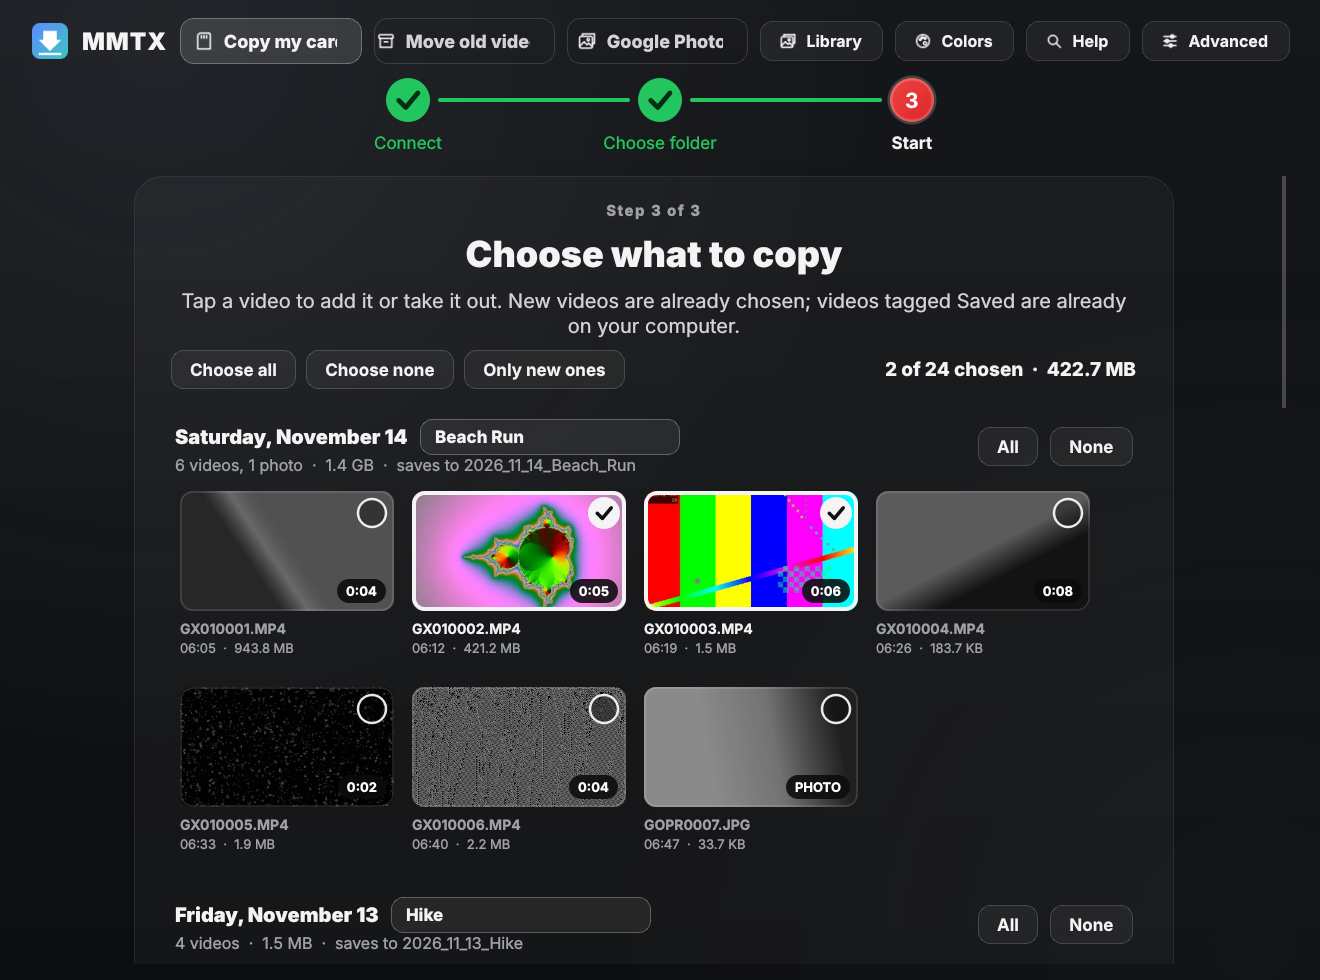 MMTX
Copy my car
Move old vide
Google Photo
Library
Colors
Help
Advanced
3
Connect
Choose folder
Start
Step 3 of 3
Choose what to copy
Tap a video to add it or take it out. New videos are already chosen; videos tagged Saved are already
on your computer.
Choose all
Choose none
Only new ones
2 of 24 chosen · 422.7 MB
Saturday, November 14
Beach Run
6 videos, 1 photo · 1.4 GB · saves to 2026_11_14_Beach_Run
All
None
0:04
0:05
0:06
0:08
GX010001.MP4
GX010002.MP4
GX010003.MP4
GX010004.MP4
06:05 · 943.8 MB
06:12 · 421.2 MB
06:19 · 1.5 MB
06:26 · 183.7 KB
0:02
0:04
PHOTO
GX010005.MP4
GX010006.MP4
GOPR0007.JPG
06:33 · 1.9 MB
06:40 · 2.2 MB
06:47 · 33.7 KB
Friday, November 13
Hike
4 videos · 1.5 MB · saves to 2026_11_13_Hike
All
None